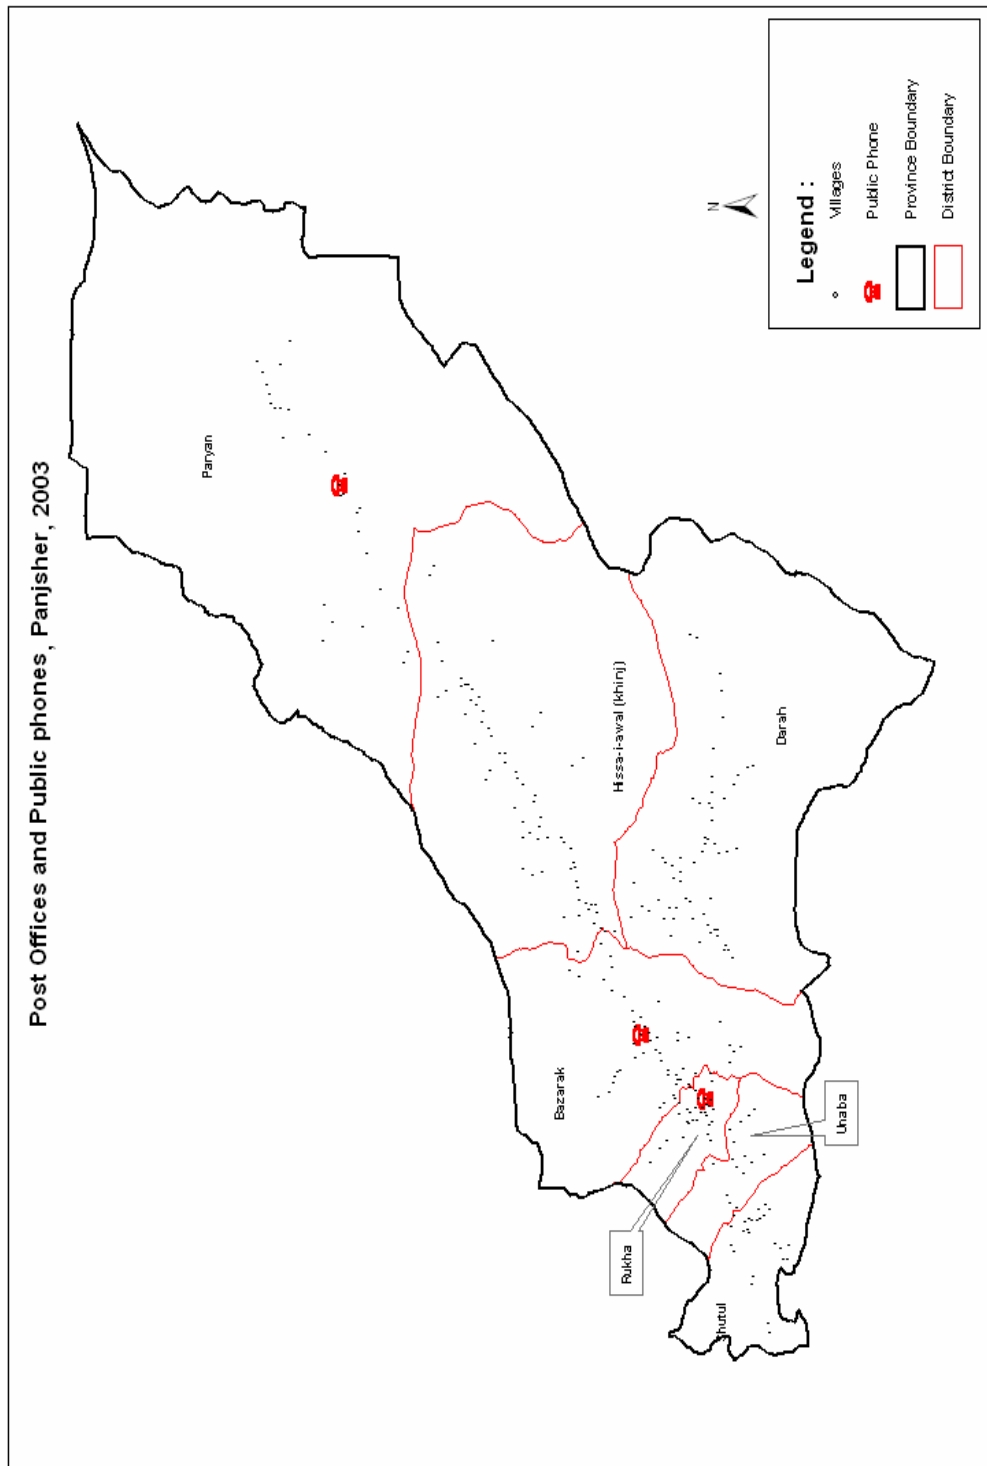 Post Offices and Public phones, Panjsher, 2003
Paryan
Hissa-i-awal (khinj)
Darah
Bazarak
Unaba
Rukha
hutul
N
Legend :
Villages
Public Phone
Province Boundary
District Boundary